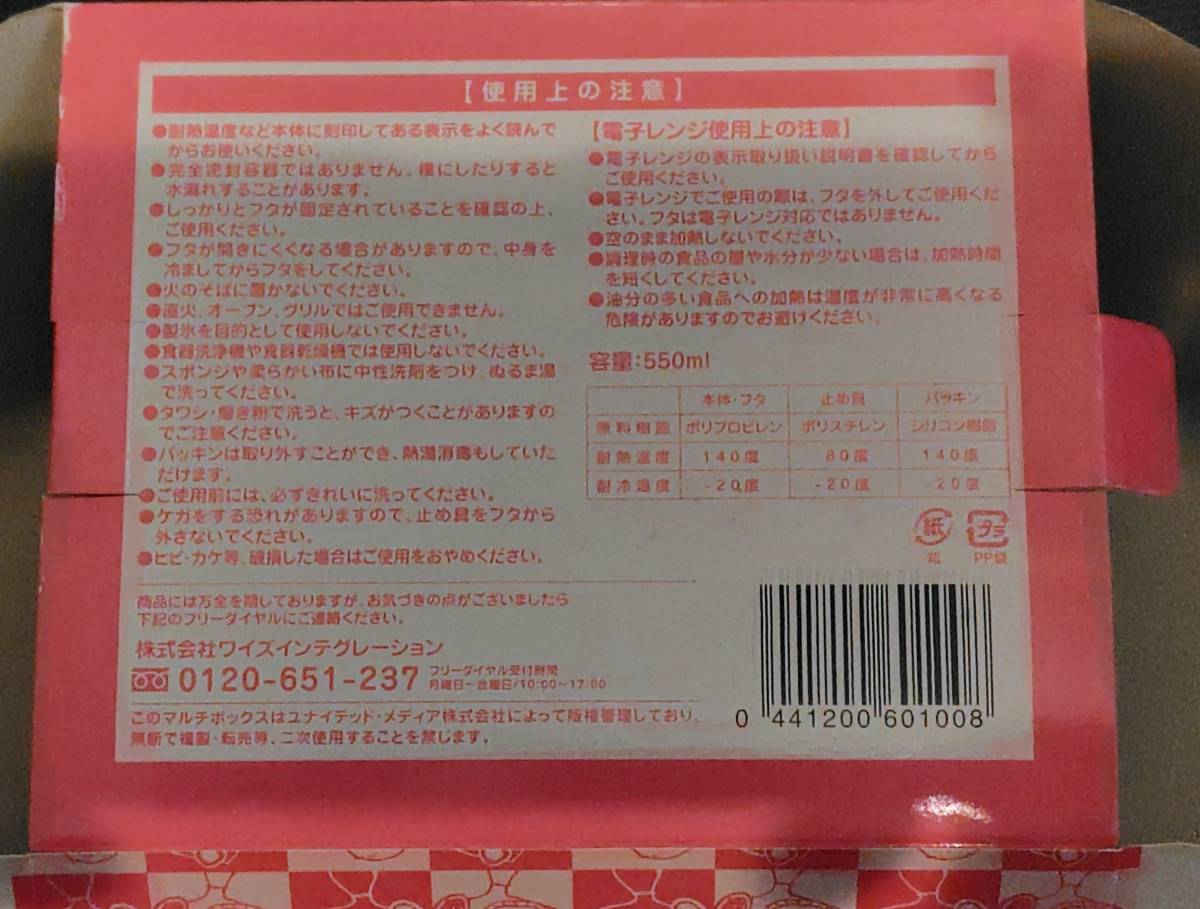 【使用上の注意】
●耐熱温度など本体に刻印してある表示をよく読んで
からお使いください。
●完全密封容器ではありません。横にしたりすると
水漏れすることがあります。
●しっかりとフタが固定されていることを確認の上、
ご使用ください。
●フタが開きにくくなる場合がありますので、中身を
冷ましてからフタをしてください。
●火のそばに置かないでください。
●直火、オーブン、グリルではご使用できません。
●製氷を目的として使用しないでください。
●食器洗浄機や食器乾燥機では使用しないでください。
●スポンジや柔らかい布に中性洗剤をつけ、ぬるま湯
で洗ってください。
●タワシ・磨き粉で洗うと、キズがつくことがありますの
でご注意ください。
●パッキンは取り外すことができ、熱湯消毒もしていた
だけます。
●ご使用前には、必ずきれいに洗ってください。
●ケガをする恐れがありますので、止め具をフタから
外さないでください。
●ヒビ・カケ等、破損した場合はご使用をおやめください。
【電子レンジ使用上の注意】
●電子レンジの表示取り扱い説明書を確認してから
ご使用ください。
●電子レンジでご使用の際は、フタを外してご使用くだ
さい。フタは電子レンジ対応ではありません。
●空のまま加熱しないでください。
●調理時の食品の量や水分が少ない場合は、加熱時間
を短くしてください。
●油分の多い食品への加熱は温度が非常に高くなる
危険がありますのでお避けください。
容量:550ml
本体・フタ 止め具 パッキン
原料樹脂 ポリプロピレン ポリスチレン シリコン樹脂
耐熱温度 140度 80度 140度
耐冷温度 -20度 -20度 -20度
紙 プラ
箱 PP袋
商品には万全を期しておりますが、お気づきの点がございましたら
下記のフリーダイヤルにご連絡ください。
株式会社ワイズインテグレーション
0120-651-237 フリーダイヤル受付時間
月曜日~金曜日/10:00~17:00
このマルチボックスはユナイテッド・メディア株式会社によって版権管理しており、
無断で複製・転売等、二次使用することを禁じます。
0 441200 601008